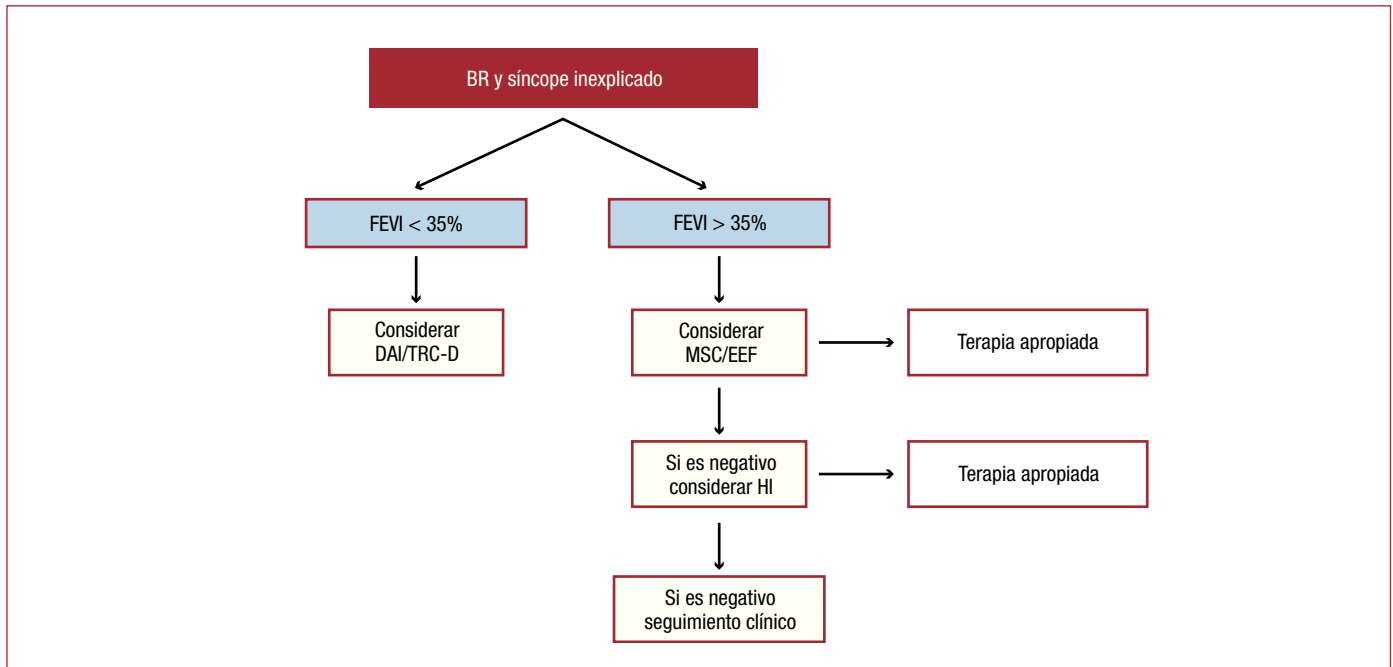 BR y síncope inexplicado
FEVI < 35%
FEVI > 35%
Considerar
DAI/TRC-D
Considerar
MSC/EEF
Terapia apropiada
Si es negativo
considerar HI
Terapia apropiada
Si es negativo
seguimiento clínico